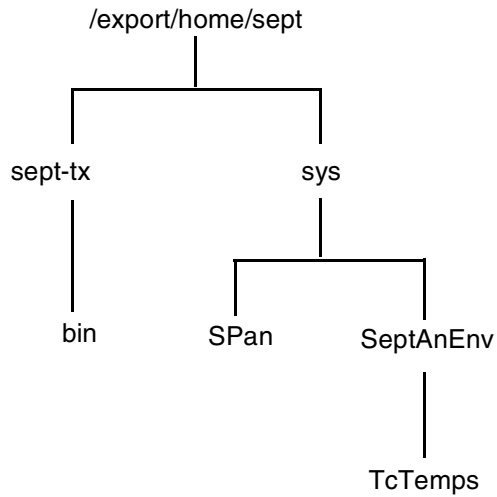 /export/home/sept
sept-tx
sys
bin
SPan
SeptAnEnv
TcTemps